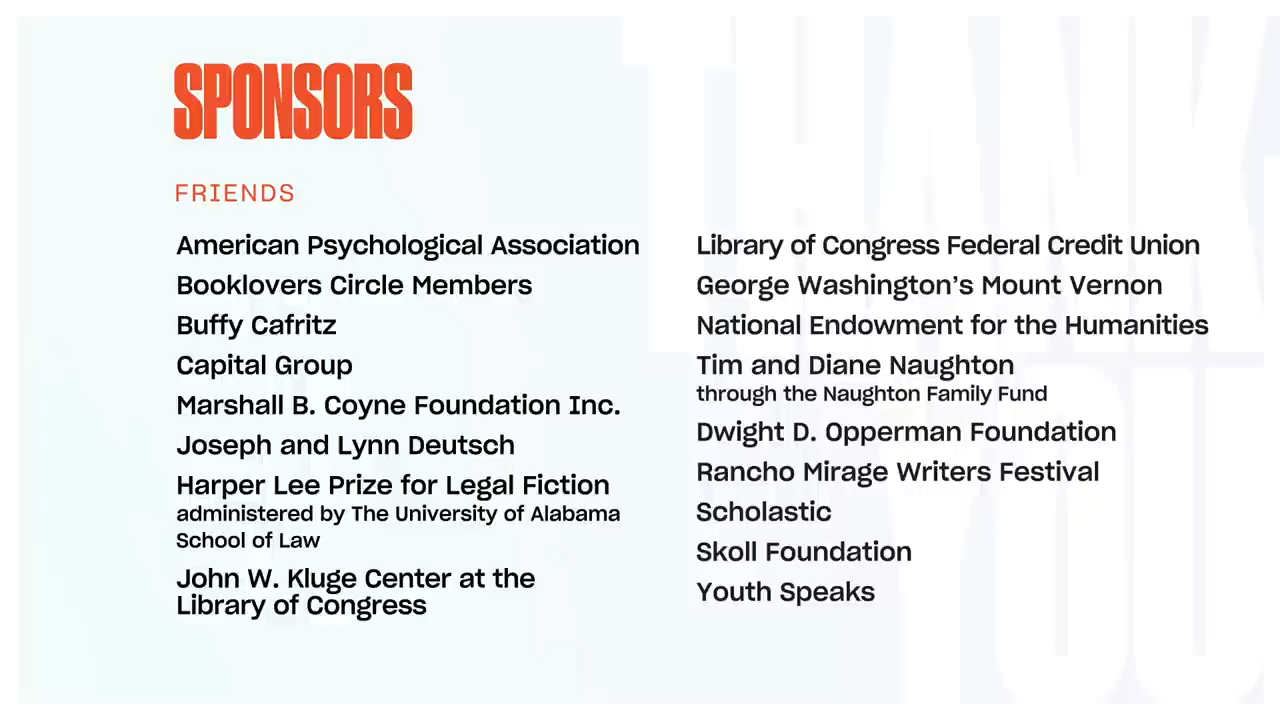 SPONSORS
FRIENDS
American Psychological Association
Booklovers Circle Members
Buffy Cafritz
Capital Group
Marshall B. Coyne Foundation Inc.
Joseph and Lynn Deutsch
Harper Lee Prize for Legal Fiction
administered by The University of Alabama
School of Law
John W. Kluge Center at the
Library of Congress
Library of Congress Federal Credit Union
George Washington’s Mount Vernon
National Endowment for the Humanities
Tim and Diane Naughton
through the Naughton Family Fund
Dwight D. Opperman Foundation
Rancho Mirage Writers Festival
Scholastic
Skoll Foundation
Youth Speaks
THANK
YOU